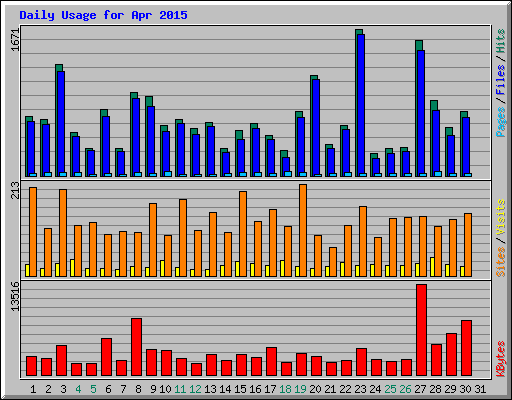 Daily Usage for Apr 2015
1671
Pages / Files / Hits
213
Sites / Visits
13516
KBytes
1 2 3 4 5 6 7 8 9 10 11 12 13 14 15 16 17 18 19 20 21 22 23 24 25 26 27 28 29 30 31